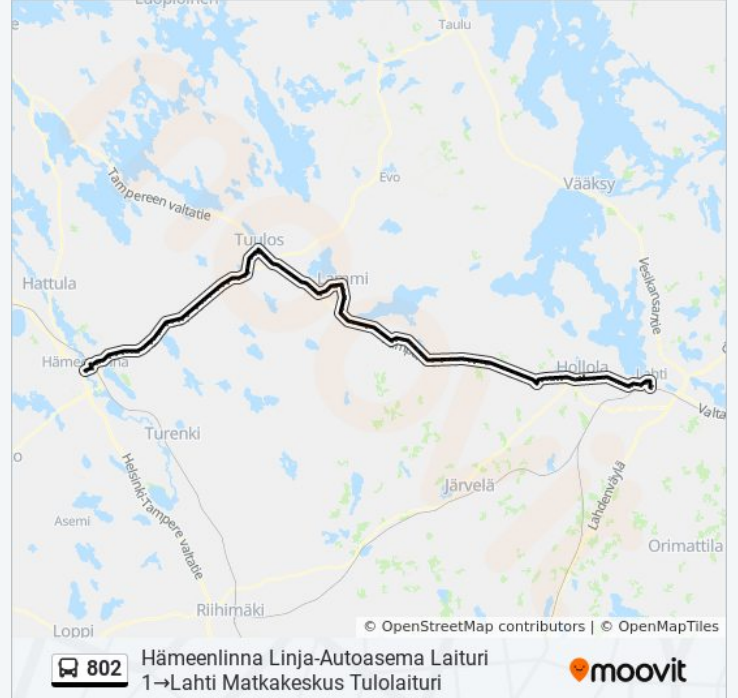 Taulu
Evo
Vääksy
Tampereen valtatie
Tuulos
Hattula
Lammi
Vesikansantie
Hollola
Lahti
Turenki
Järvelä
Helsinki-Tampere valtatie
Lahdenväylä
Asemi
Orimattila
Riihimäki
Loppi
© OpenStreetMap contributors | © OpenMapTiles
802
Hämeenlinna Linja-Autoasema Laituri
1→Lahti Matkakeskus Tulolaituri
moovit